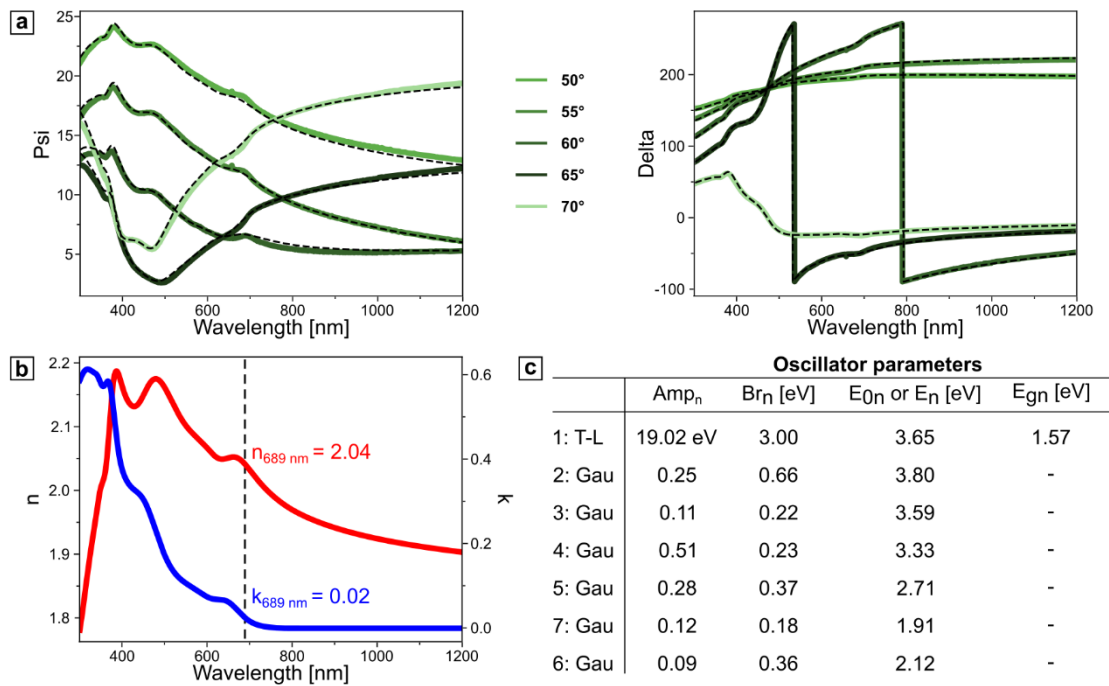 a
25
20
15
10
5
Psi
400 600 800 1000 1200
Wavelength [nm]
50°
55°
60°
65°
70°
200
100
0
-100
Delta
400 600 800 1000 1200
Wavelength [nm]
b
2.2
2.1
2.0
1.9
1.8
n
n689 nm = 2.04
k689 nm = 0.02
0.6
0.4
0.2
0.0
k
400 600 800 1000 1200
Wavelength [nm]
c
Oscillator parameters
Ampn Brn [eV] E0n or En [eV] Egn [eV]
1: T-L 19.02 eV 3.00 3.65 1.57
2: Gau 0.25 0.66 3.80 -
3: Gau 0.11 0.22 3.59 -
4: Gau 0.51 0.23 3.33 -
5: Gau 0.28 0.37 2.71 -
7: Gau 0.12 0.18 1.91 -
6: Gau 0.09 0.36 2.12 -